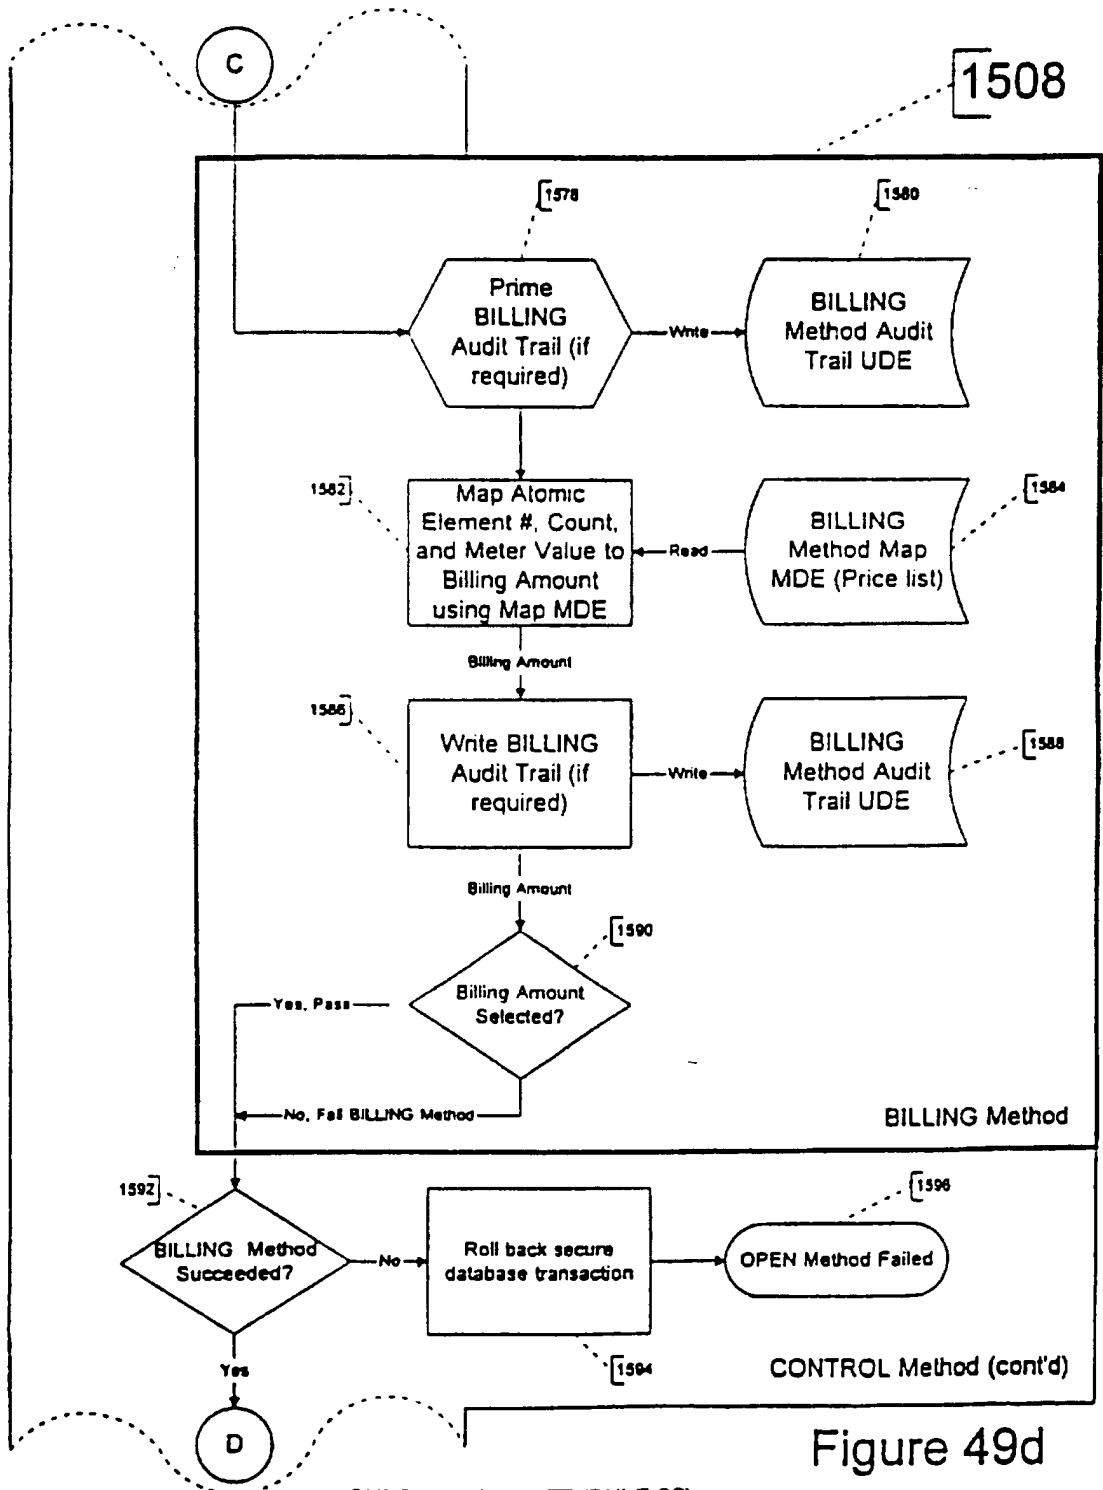 C
1508
1578
1580
Prime
BILLING
Audit Trail (if
required)
Write
BILLING
Method Audit
Trail UDE
1582
Map Atomic
Element #, Count,
and Meter Value to
Billing Amount
using Map MDE
Read
BILLING
Method Map
MDE (Price list)
1584
Billing Amount
1586
Write BILLING
Audit Trail (if
required)
Write
BILLING
Method Audit
Trail UDE
1588
Billing Amount
1590
Billing Amount
Selected?
Yes, Pass
No, Fail BILLING Method
BILLING Method
1592
BILLING Method
Succeeded?
No
Roll back secure
database transaction
1596
OPEN Method Failed
1594
Yes
CONTROL Method (cont'd)
D
Figure 49d